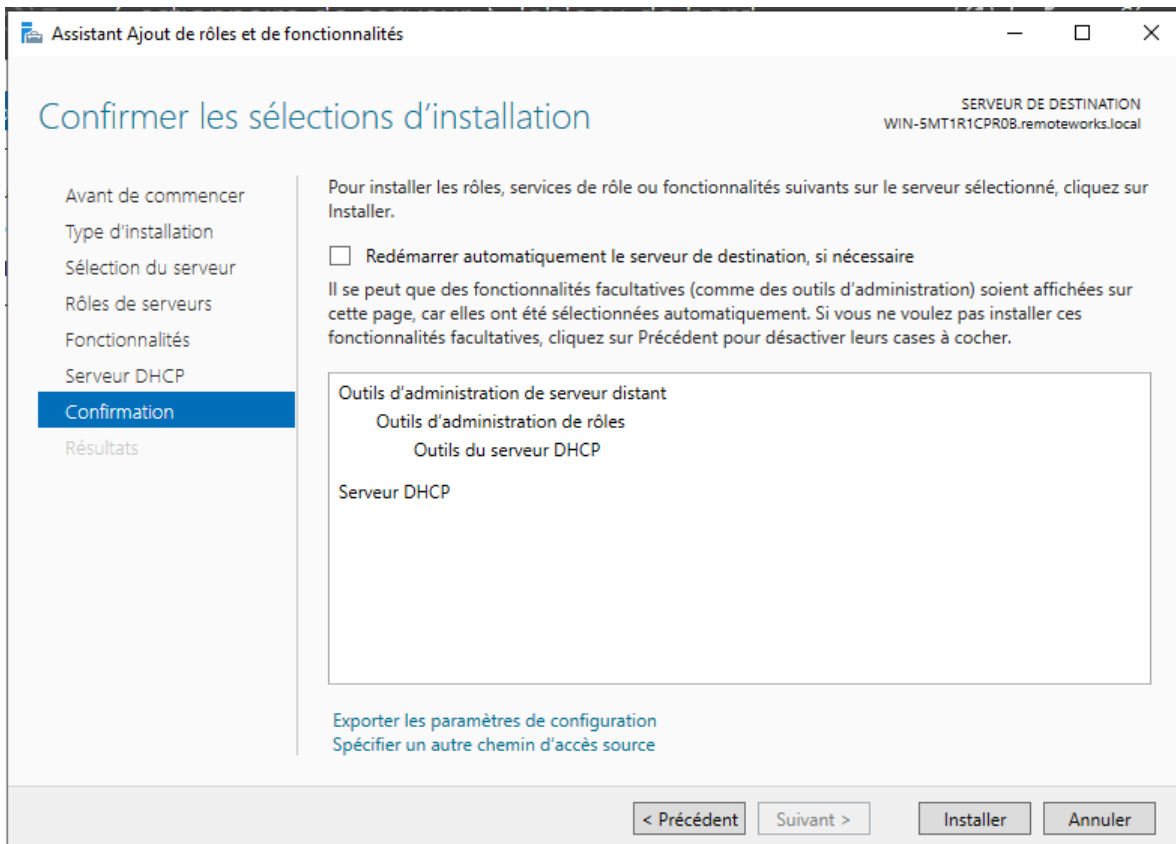 Assistant Ajout de rôles et de fonctionnalités
Confirmer les sélections d’installation
SERVEUR DE DESTINATION
WIN-5MT1R1CPR0B.remoteworks.local
Avant de commencer
Type d’installation
Sélection du serveur
Rôles de serveurs
Fonctionnalités
Serveur DHCP
Confirmation
Résultats
Pour installer les rôles, services de rôle ou fonctionnalités suivants sur le serveur sélectionné, cliquez sur
Installer.
Redémarrer automatiquement le serveur de destination, si nécessaire
Il se peut que des fonctionnalités facultatives (comme des outils d’administration) soient affichées sur
cette page, car elles ont été sélectionnées automatiquement. Si vous ne voulez pas installer ces
fonctionnalités facultatives, cliquez sur Précédent pour désactiver leurs cases à cocher.
Outils d’administration de serveur distant
Outils d’administration de rôles
Outils du serveur DHCP
Serveur DHCP
Exporter les paramètres de configuration
Spécifier un autre chemin d’accès source
< Précédent
Suivant >
Installer
Annuler